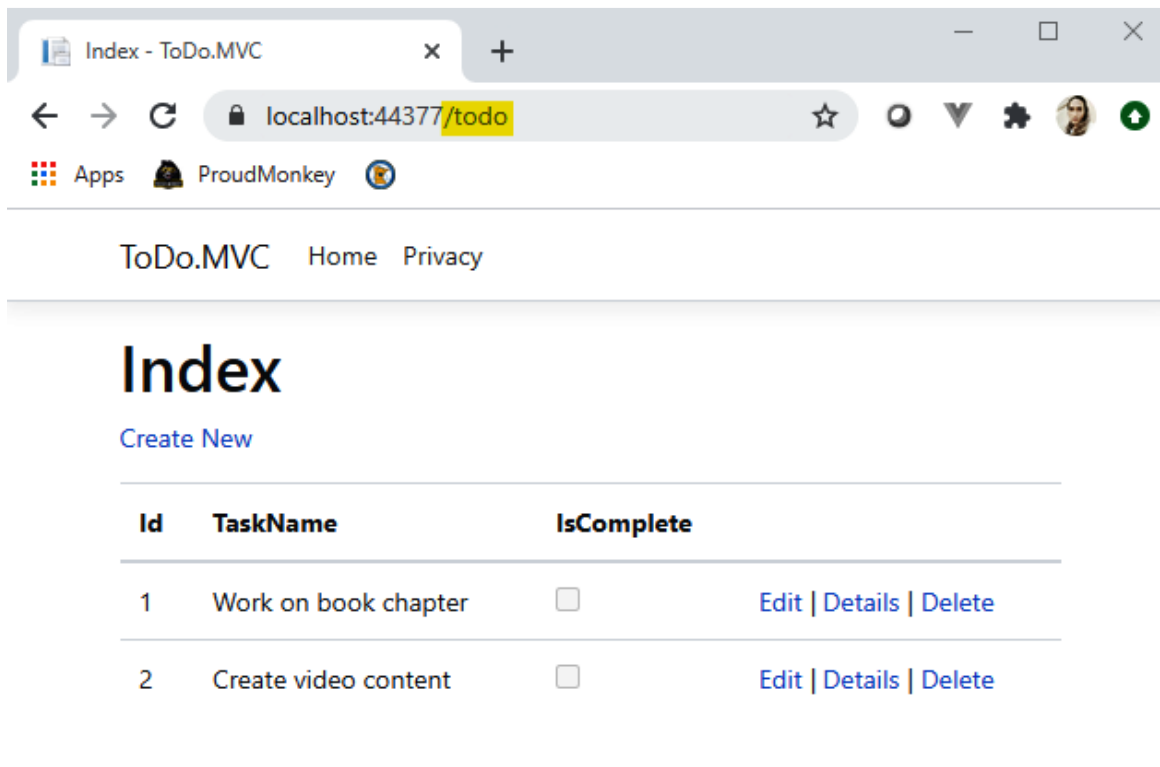 Index - ToDo.MVC
localhost:44377/todo
Apps ProudMonkey
ToDo.MVC Home Privacy
Index
Create New
Id TaskName IsComplete
1 Work on book chapter Edit | Details | Delete
2 Create video content Edit | Details | Delete